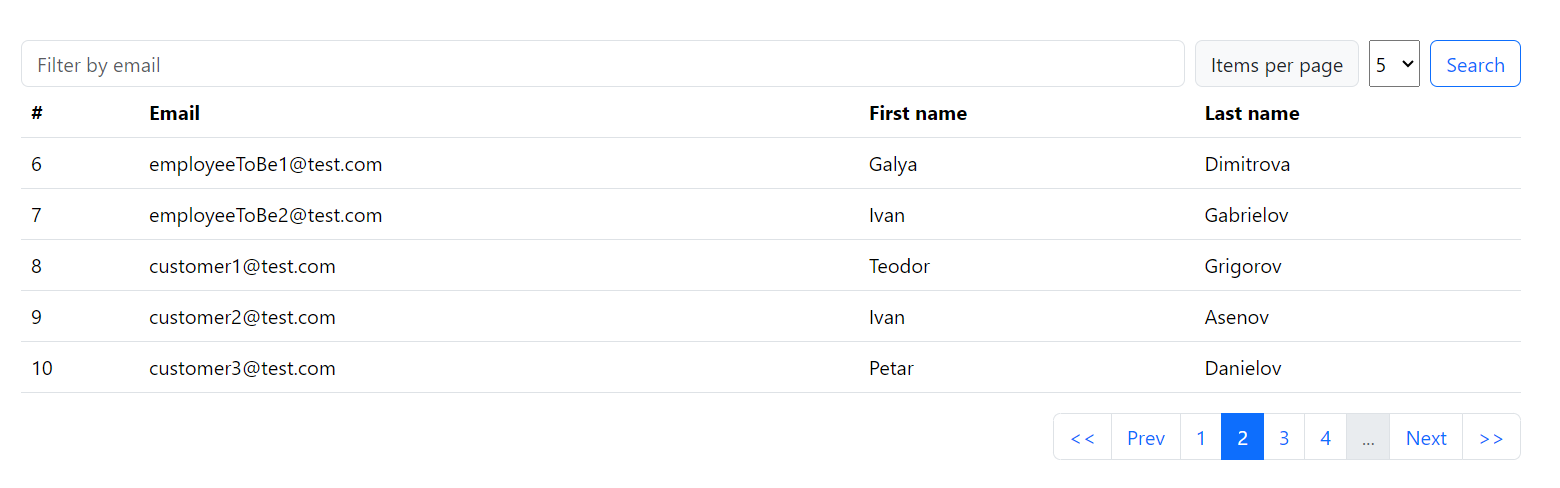 Filter by email Items per page 5 Search
# Email First name Last name
6 employeeToBe1@test.com Galya Dimitrova
7 employeeToBe2@test.com Ivan Gabrielov
8 customer1@test.com Teodor Grigorov
9 customer2@test.com Ivan Asenov
10 customer3@test.com Petar Danielov
<< Prev 1 2 3 4 ... Next >>